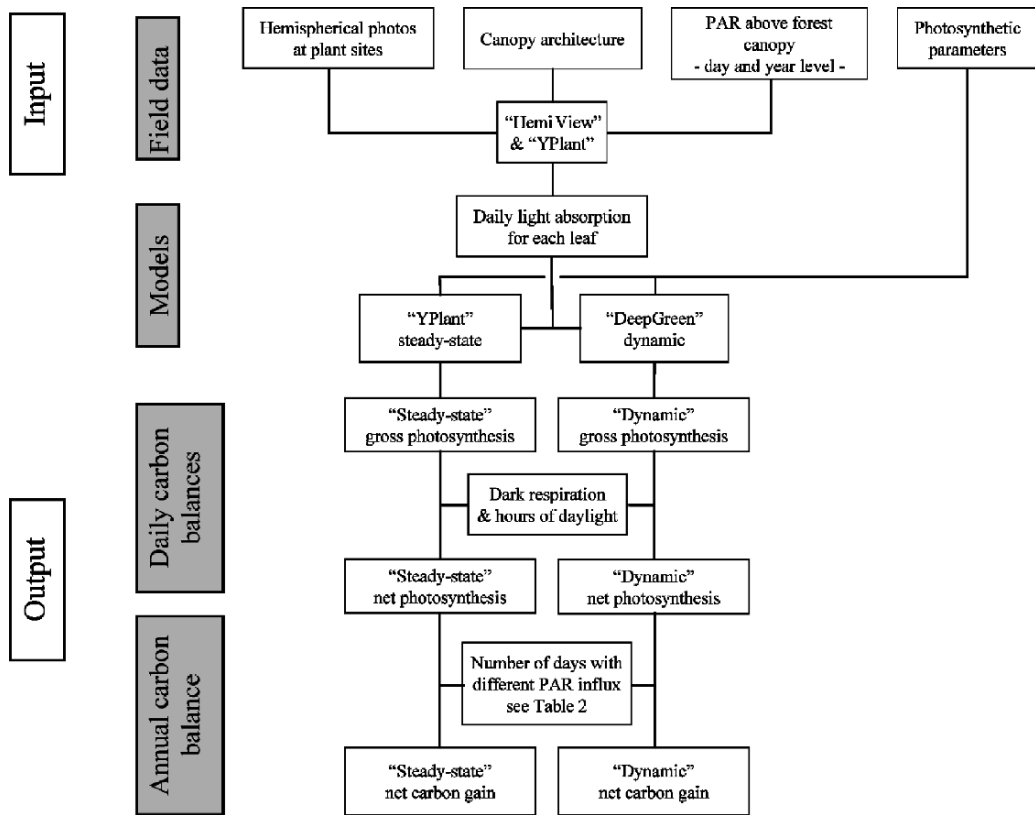 Input
Field data
Hemispherical photos
at plant sites
Canopy architecture
PAR above forest
canopy
- day and year level -
Photosynthetic
parameters
“Hemi View”
& “YPlant”
Models
Daily light absorption
for each leaf
“YPlant”
steady-state
“DeepGreen”
dynamic
Output
Daily carbon
balances
“Steady-state”
gross photosynthesis
“Dynamic”
gross photosynthesis
Dark respiration
& hours of daylight
“Steady-state”
net photosynthesis
“Dynamic”
net photosynthesis
Annual carbon
balance
Number of days with
different PAR influx
see Table 2
“Steady-state”
net carbon gain
“Dynamic”
net carbon gain